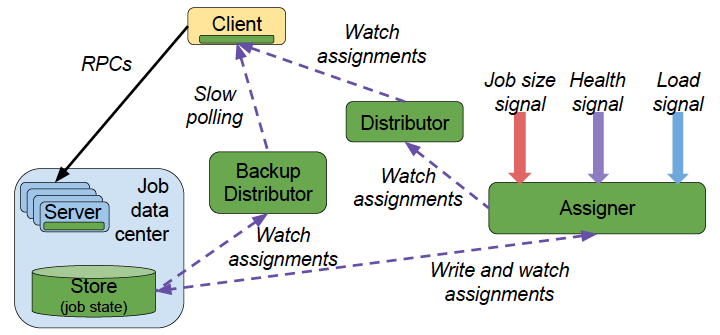 Client
Watch
assignments
RPCs
Slow
polling
Job size
signal
Health
signal
Load
signal
Distributor
Backup
Distributor
Watch
assignments
Job
data
center
Server
Assigner
Watch
assignments
Store
(job state)
Write and watch
assignments